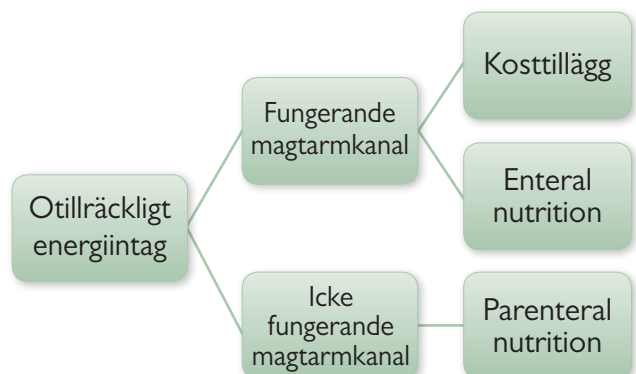 Otillräckligt
energiintag
Fungerande
magtarmkanal
Kosttillägg
Enteral
nutrition
Icke
fungerande
magtarmkanal
Parenteral
nutrition